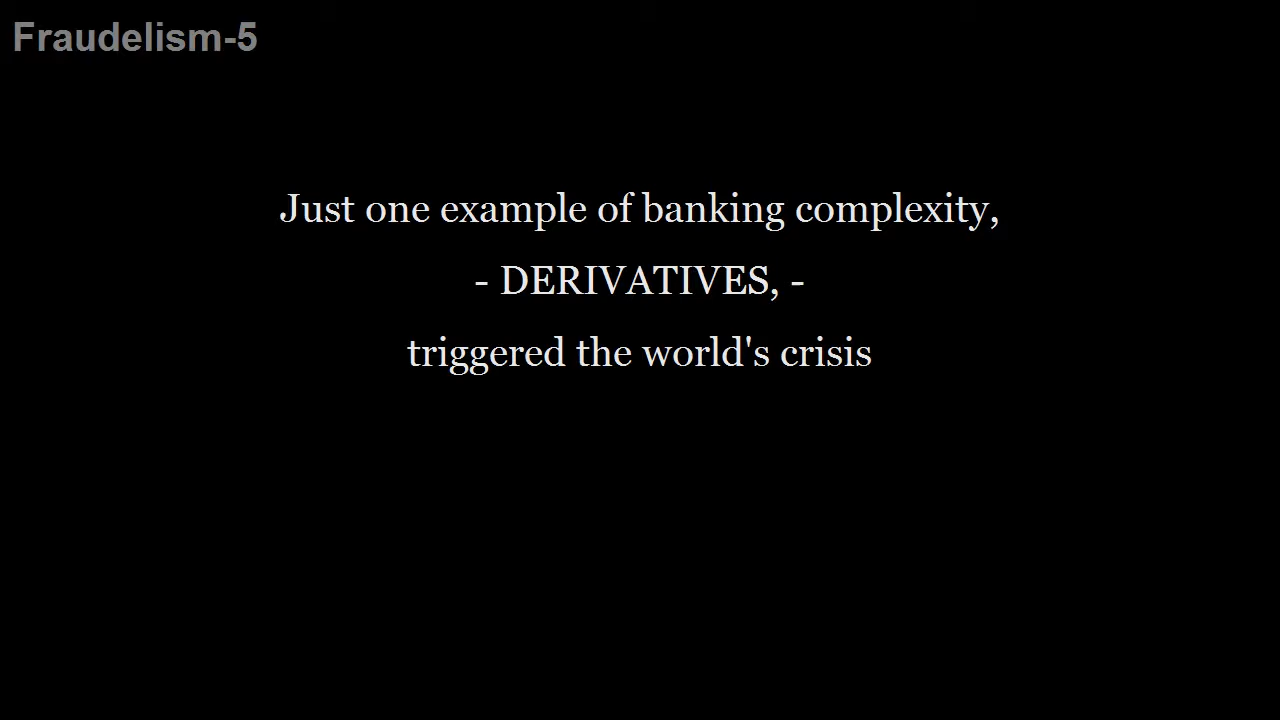 Fraudelism-5
Just one example of banking complexity,
- DERIVATIVES, -
triggered the world's crisis